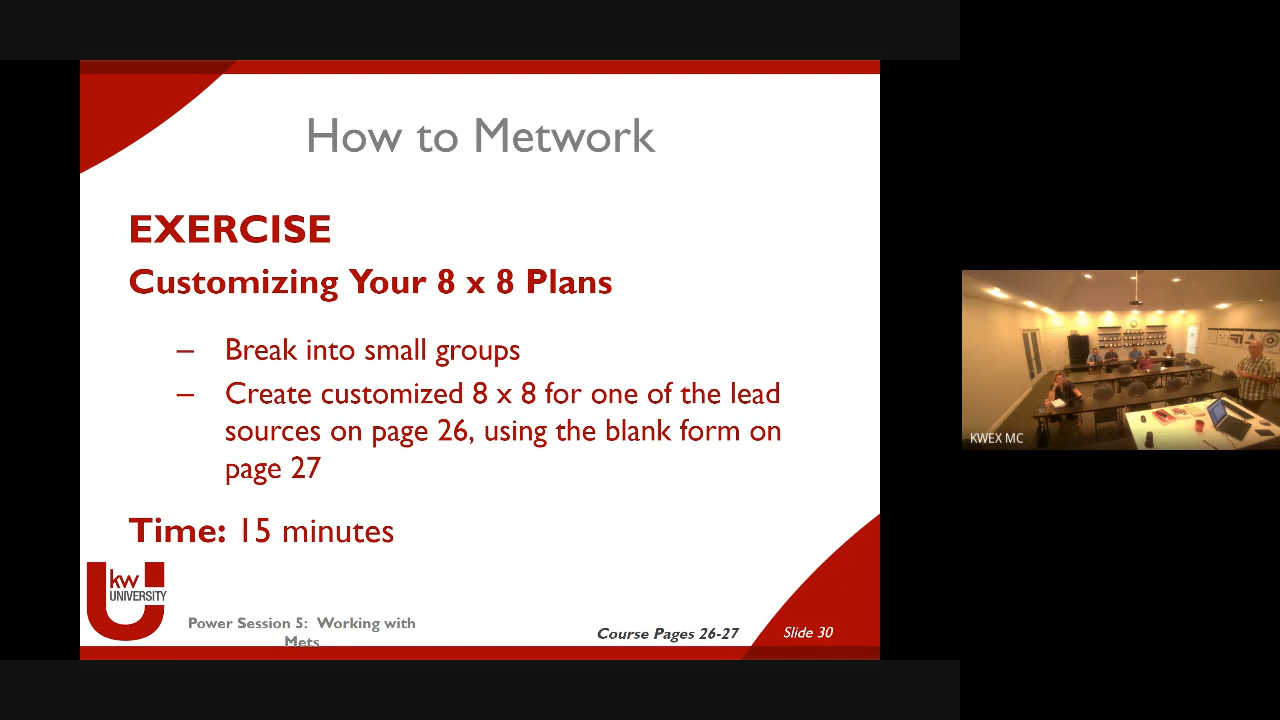 How to Metwork
EXERCISE
Customizing Your 8 x 8 Plans
– Break into small groups
– Create customized 8 x 8 for one of the lead
sources on page 26, using the blank form on
page 27
Time: 15 minutes
kw
UNIVERSITY
Power Session 5: Working with
Mets
Course Pages 26-27
Slide 30
KWEX MC